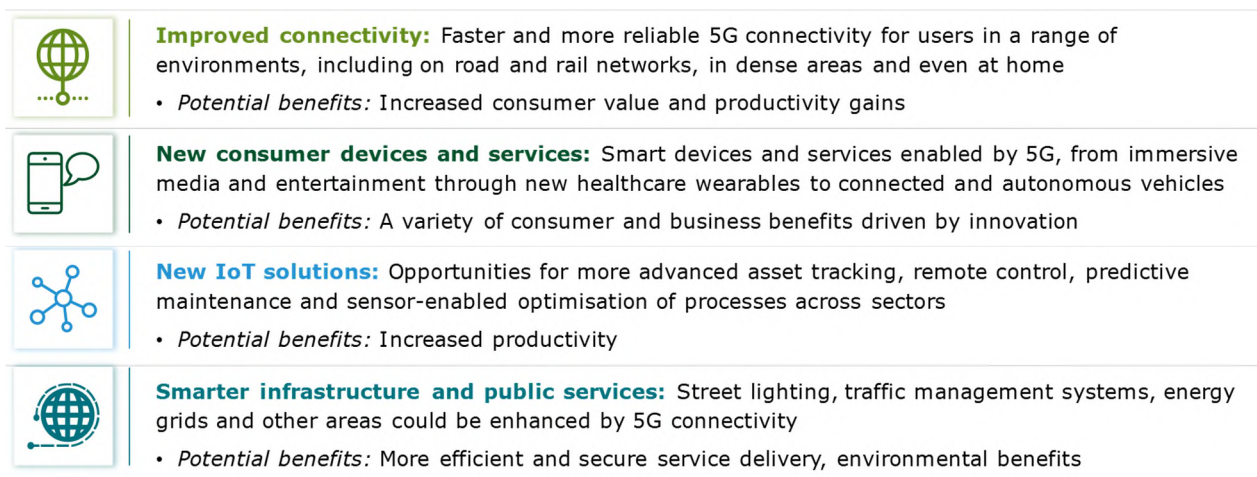 Improved connectivity: Faster and more reliable 5G connectivity for users in a range of
environments, including on road and rail networks, in dense areas and even at home
• Potential benefits: Increased consumer value and productivity gains
New consumer devices and services: Smart devices and services enabled by 5G, from immersive
media and entertainment through new healthcare wearables to connected and autonomous vehicles
• Potential benefits: A variety of consumer and business benefits driven by innovation
New IoT solutions: Opportunities for more advanced asset tracking, remote control, predictive
maintenance and sensor-enabled optimisation of processes across sectors
• Potential benefits: Increased productivity
Smarter infrastructure and public services: Street lighting, traffic management systems, energy
grids and other areas could be enhanced by 5G connectivity
• Potential benefits: More efficient and secure service delivery, environmental benefits